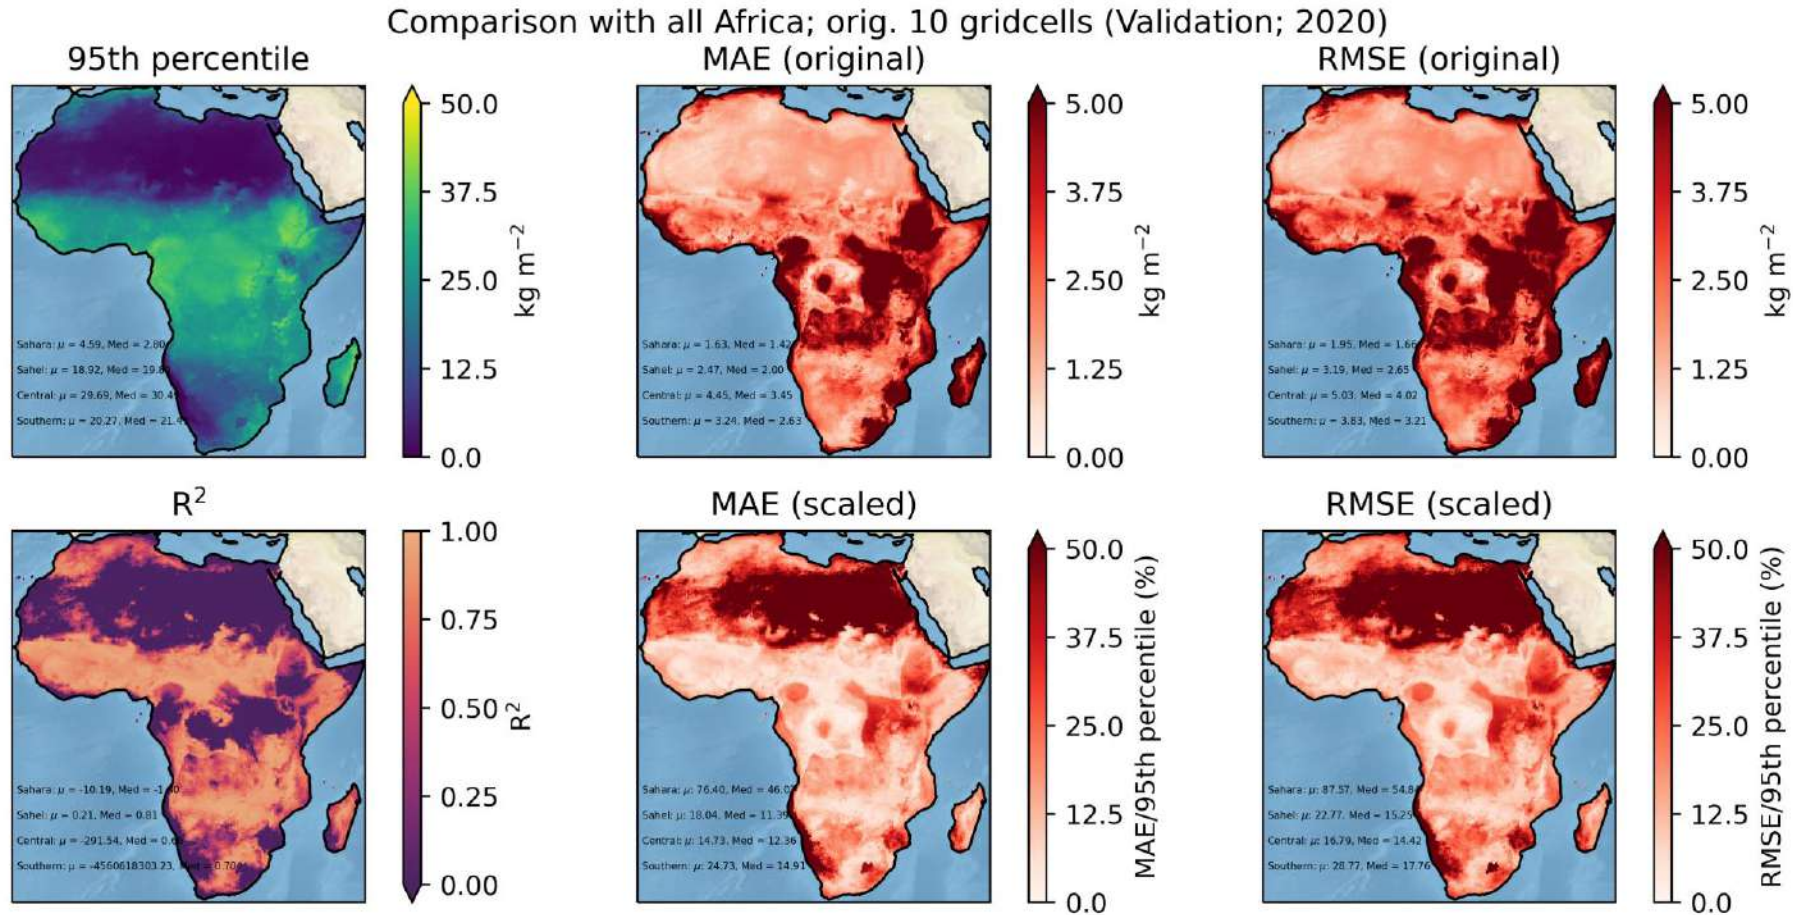 Comparison with all Africa; orig. 10 gridcells (Validation; 2020)
95th percentile
50.0
37.5
25.0
12.5
0.0
kg m⁻²
Sahara: μ = 4.59, Med = 2.80
Sahel: μ = 18.92, Med = 19.8
Central: μ = 29.69, Med = 30.4
Southern: μ = 20.27, Med = 21.4
MAE (original)
5.00
3.75
2.50
1.25
0.00
kg m⁻²
Sahara: μ = 1.63, Med = 1.42
Sahel: μ = 2.47, Med = 2.00
Central: μ = 4.45, Med = 3.45
Southern: μ = 3.24, Med = 2.63
RMSE (original)
5.00
3.75
2.50
1.25
0.00
kg m⁻²
Sahara: μ = 1.95, Med = 1.66
Sahel: μ = 3.19, Med = 2.65
Central: μ = 5.03, Med = 4.02
Southern: μ = 3.83, Med = 3.21
R²
1.00
0.75
0.50
0.25
0.00
R²
Sahara: μ = -10.19, Med =
Sahel: μ = 0.21, Med = 0.81
Central: μ = -291.54, Med =
Southern: μ = -4560618303.23,
MAE (scaled)
50.0
37.5
25.0
12.5
0.0
MAE/95th percentile (%)
Sahara: μ: 76.40, Med = 46.0
Sahel: μ: 18.04, Med = 11.39
Central: μ: 14.73, Med = 12.36
Southern: μ: 24.73, Med = 14.91
RMSE (scaled)
50.0
37.5
25.0
12.5
0.0
RMSE/95th percentile (%)
Sahara: μ: 87.57, Med = 54.8
Sahel: μ: 22.77, Med = 15.25
Central: μ: 16.79, Med = 14.42
Southern: μ: 28.77, Med = 17.76